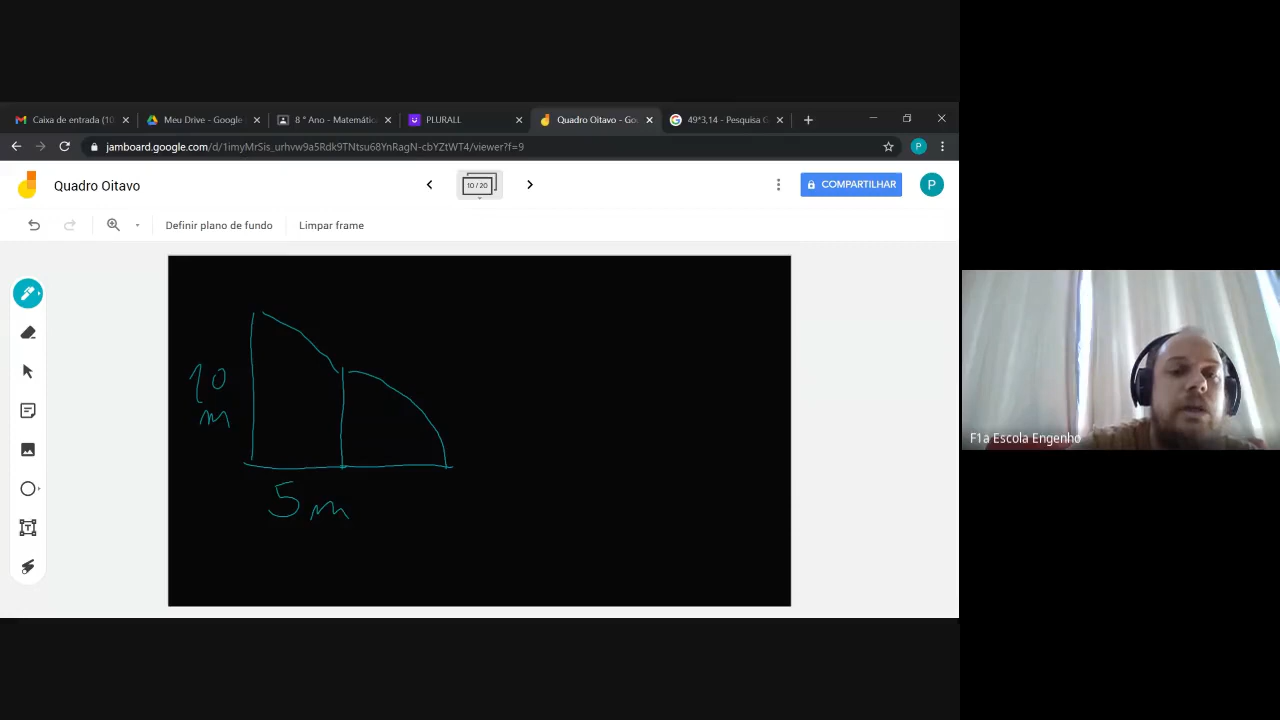 Caixa de entrada (10
Meu Drive - Google
8 ° Ano - Matemátic
PLURALL
Quadro Oitavo - Goo
49*3,14 - Pesquisa G
jamboard.google.com/d/1imyMrSis_urhvw9a5Rdk9TNtsu68YnRagN-cbYZtWT4/viewer?f=9
P
Quadro Oitavo
10 / 20
COMPARTILHAR
P
Definir plano de fundo
Limpar frame
10
m
5 m
F1a Escola Engenho